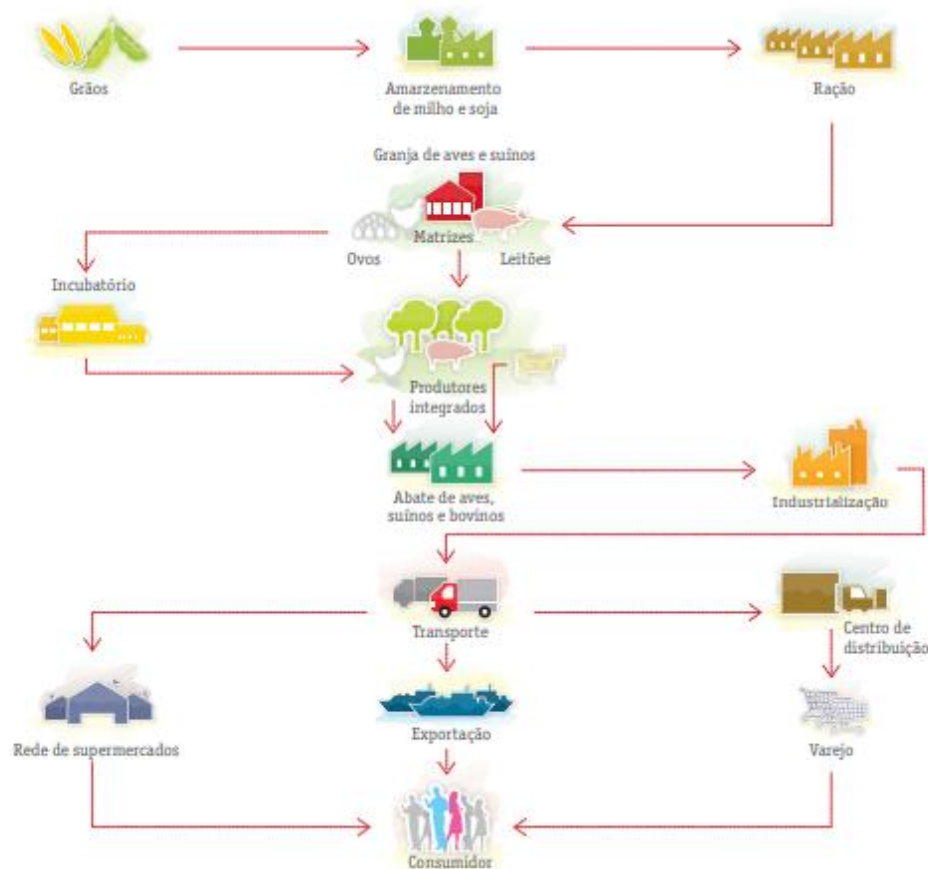 Grãos
Amarzenamento
de milho e soja
Ração
Granja de aves e suínos
Matrizes
Ovos
Leitões
Incubatório
Produtores
integrados
Abate de aves,
suínos e bovinos
Industrialização
Transporte
Centro de
distribuição
Rede de supermercados
Exportação
Varejo
Consumidor